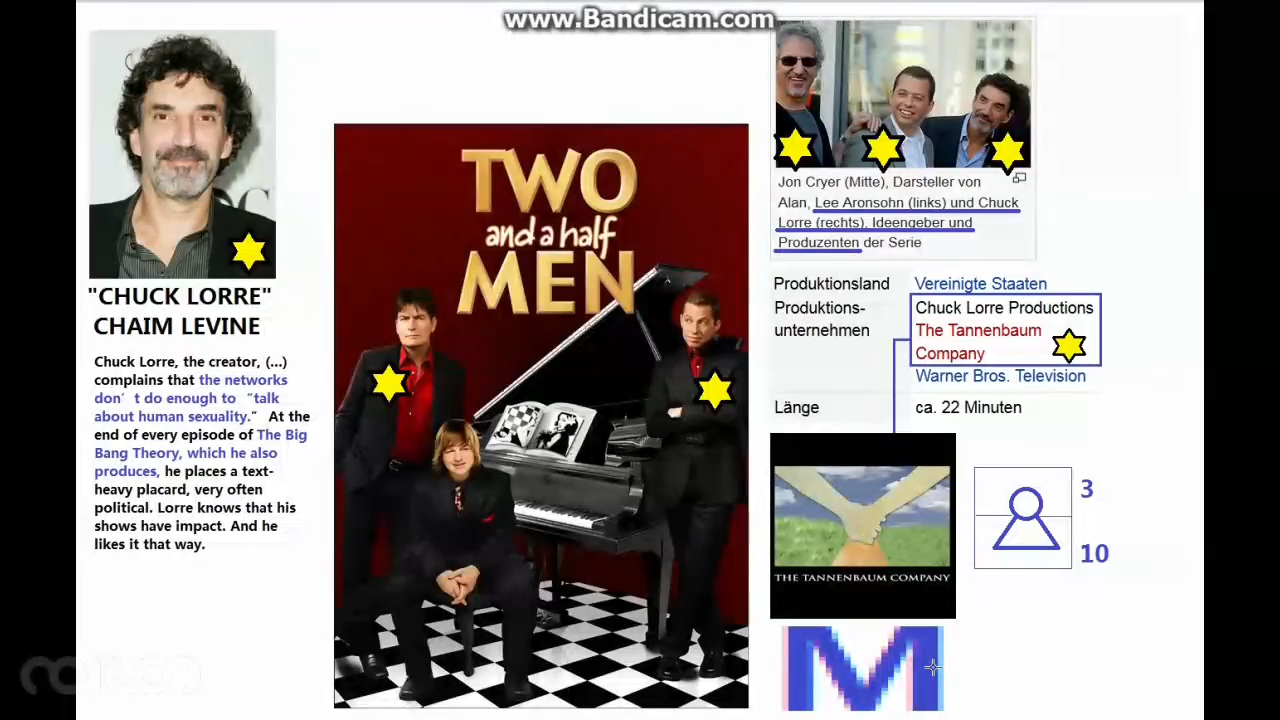 www.Bandicam.com
"CHUCK LORRE"
CHAIM LEVINE
Chuck Lorre, the creator, (...)
complains that the networks
don't do enough to “talk
about human sexuality.” At the
end of every episode of The Big
Bang Theory, which he also
produces, he places a text-
heavy placard, very often
political. Lorre knows that his
shows have impact. And he
likes it that way.
TWO
and a half
MEN
Jon Cryer (Mitte), Darsteller von
Alan, Lee Aronsohn (links) und Chuck
Lorre (rechts), Ideengeber und
Produzenten der Serie
Produktionsland Vereinigte Staaten
Produktions- Chuck Lorre Productions
unternehmen The Tannenbaum
Company
Warner Bros. Television
Länge ca. 22 Minuten
THE TANNENBAUM COMPANY
3
10
M